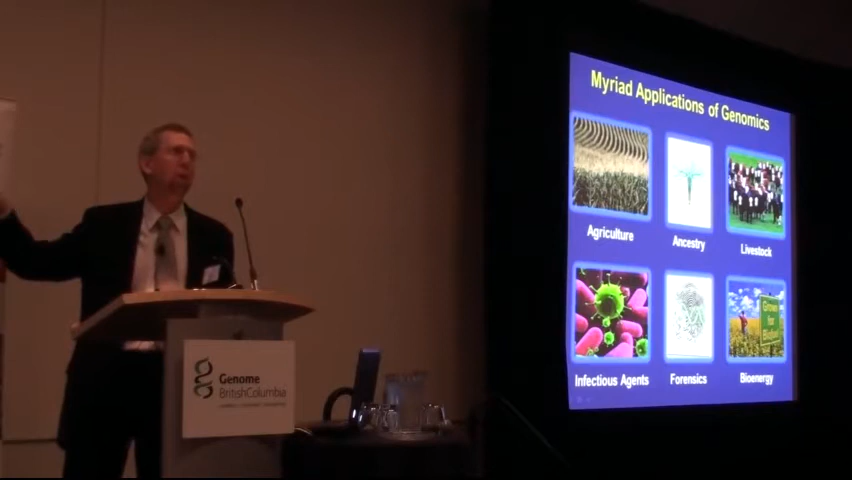 Myriad Applications of Genomics
Agriculture
Ancestry
Livestock
Infectious Agents
Forensics
Bioenergy
Genome
BritishColumbia